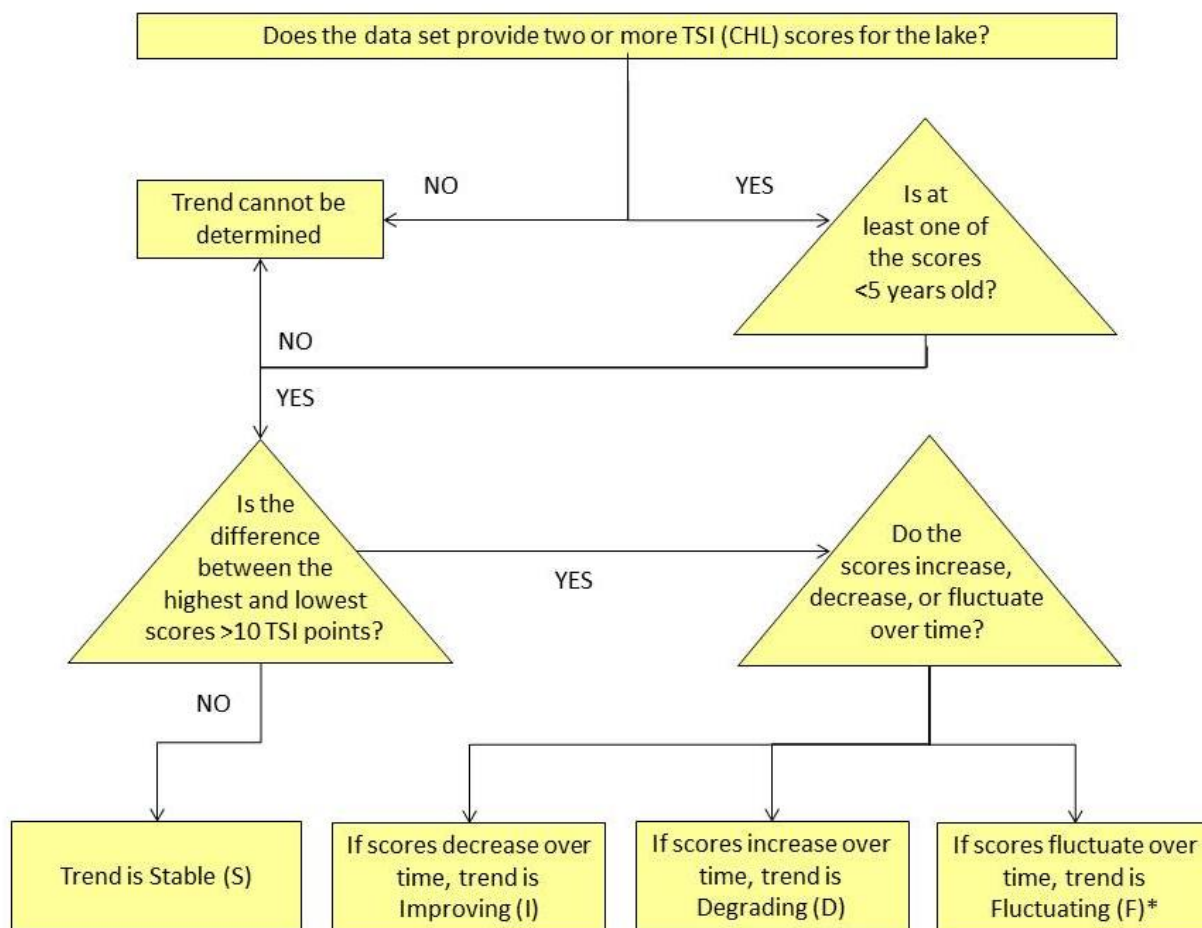 Does the data set provide two or more TSI (CHL) scores for the lake?
NO
YES
Trend cannot be
determined
Is at
least one of
the scores
<5 years old?
NO
YES
Is the
difference
between the
highest and lowest
scores >10 TSI points?
YES
Do the
scores increase,
decrease, or fluctuate
over time?
NO
Trend is Stable (S)
If scores decrease over
time, trend is
Improving (I)
If scores increase over
time, trend is
Degrading (D)
If scores fluctuate over
time, trend is
Fluctuating (F)*